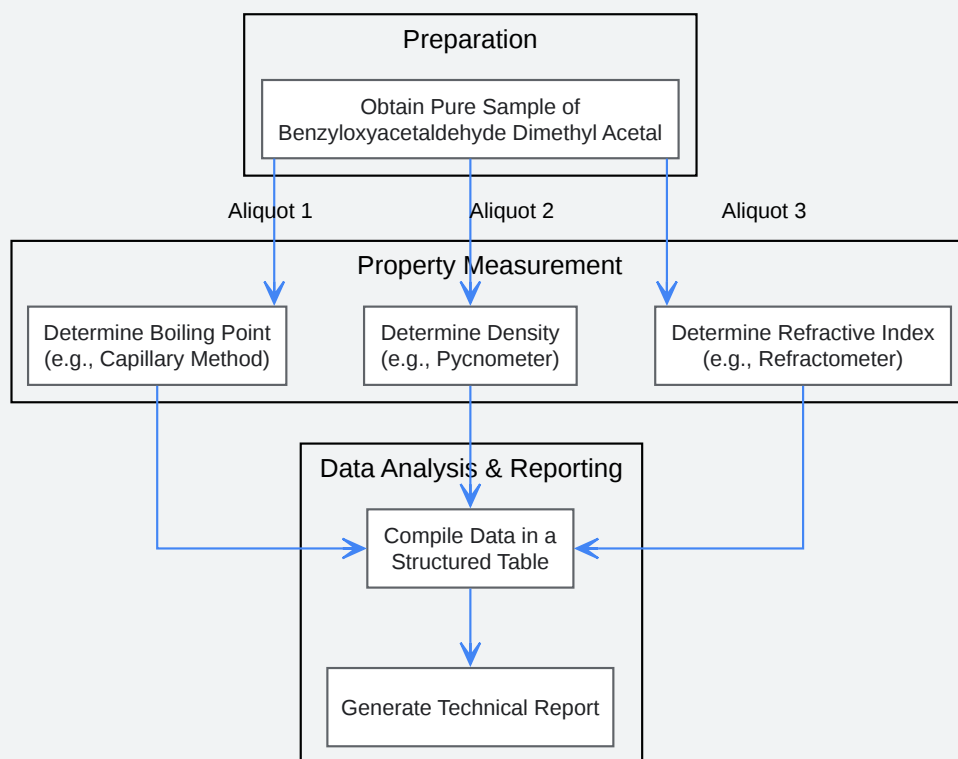 Preparation
Obtain Pure Sample of
Benzyloxyacetaldehyde Dimethyl Acetal
Aliquot 1
Aliquot 2
Aliquot 3
Property Measurement
Determine Boiling Point
(e.g., Capillary Method)
Determine Density
(e.g., Pycnometer)
Determine Refractive Index
(e.g., Refractometer)
Data Analysis & Reporting
Compile Data in a
Structured Table
Generate Technical Report